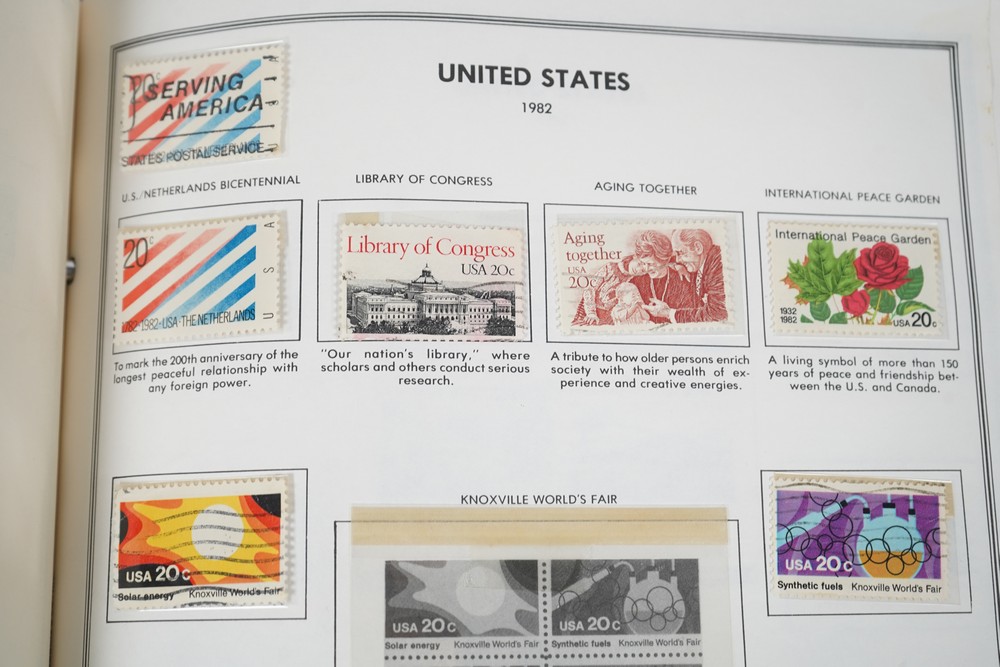 UNITED STATES
1982
20c
SERVING
AMERICA
STATES POSTAL SERVICE
U.S./NETHERLANDS BICENTENNIAL
20c
USA
1782·1982·USA·THE NETHERLANDS
To mark the 200th anniversary of the
longest peaceful relationship with
any foreign power.
LIBRARY OF CONGRESS
Library of Congress
USA 20c
"Our nation's library," where
scholars and others conduct serious
research.
AGING TOGETHER
Aging
together
USA
20c
A tribute to how older persons enrich
society with their wealth of ex-
perience and creative energies.
INTERNATIONAL PEACE GARDEN
International Peace Garden
1932
1982
USA 20c
A living symbol of more than 150
years of peace and friendship bet-
ween the U.S. and Canada.
USA 20c
Solar energy Knoxville World's Fair
KNOXVILLE WORLD'S FAIR
USA 20c
Solar energy Knoxville World's Fair
USA 20c
Synthetic fuels Knoxville World's Fair
USA 20c
Synthetic fuels Knoxville World's Fair